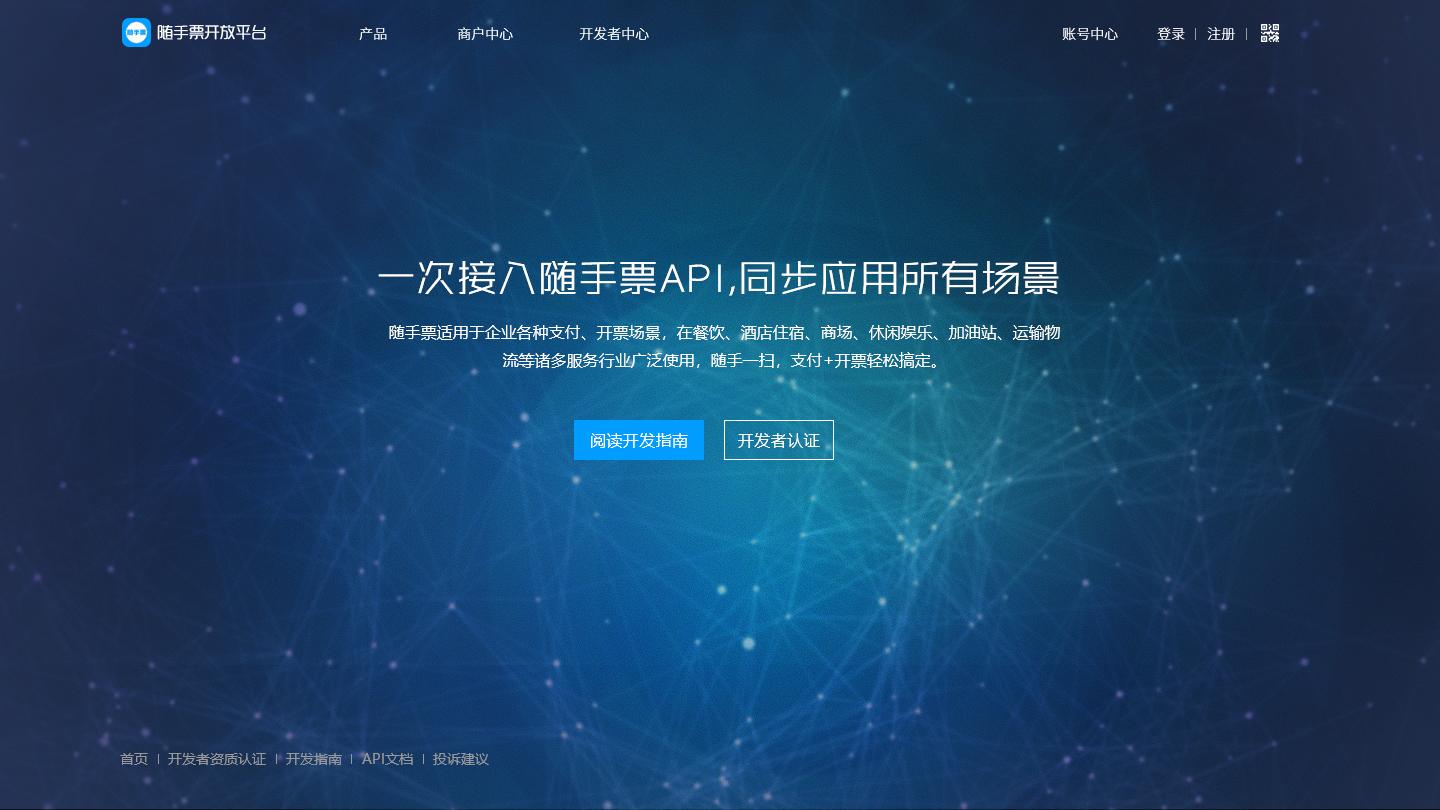 随手票 随手票开放平台 产品 商户中心 开发者中心 账号中心 登录 | 注册 |
一次接入随手票API,同步应用所有场景
随手票适用于企业各种支付、开票场景，在餐饮、酒店住宿、商场、休闲娱乐、加油站、运输物
流等诸多服务行业广泛使用，随手一扫，支付+开票轻松搞定。
阅读开发指南 开发者认证
首页 | 开发者资质认证 | 开发指南 | API文档 | 投诉建议